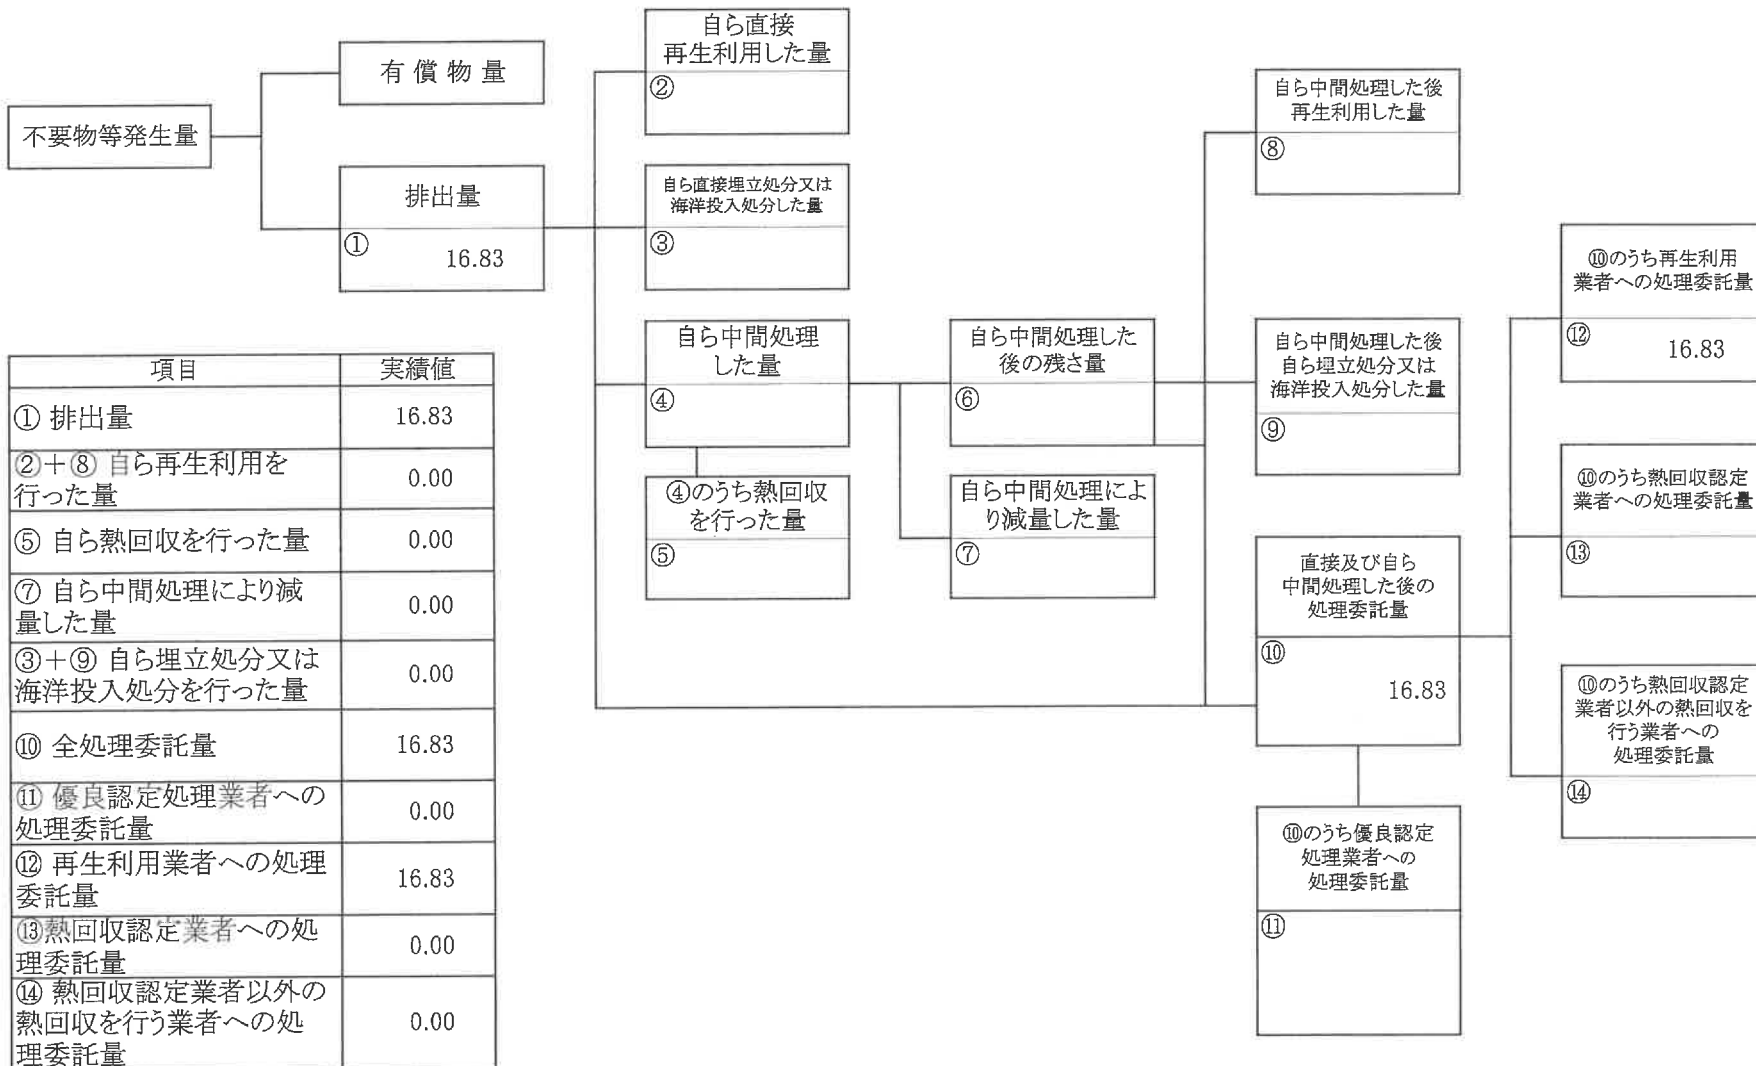 不要物等発生量
有償物量
排出量
①
16.83
自ら直接
再生利用した量
②
自ら直接埋立処分又は
海洋投入処分した量
③
自ら中間処理
した量
④
④のうち熱回収
を行った量
⑤
自ら中間処理した
後の残さ量
⑥
自ら中間処理によ
り減量した量
⑦
自ら中間処理した後
再生利用した量
⑧
自ら中間処理した後
自ら埋立処分又は
海洋投入処分した量
⑨
直接及び自ら
中間処理した後の
処理委託量
⑩
16.83
⑩のうち優良認定
処理業者への
処理委託量
⑪
⑩のうち再生利用
業者への処理委託量
⑫
16.83
⑩のうち熱回収認定
業者への処理委託量
⑬
⑩のうち熱回収認定
業者以外の熱回収を
行う業者への
処理委託量
⑭
項目 実績値
① 排出量 16.83
②+⑧ 自ら再生利用を
行った量 0.00
⑤ 自ら熱回収を行った量 0.00
⑦ 自ら中間処理により減
量した量 0.00
③+⑨ 自ら埋立処分又は
海洋投入処分を行った量 0.00
⑩ 全処理委託量 16.83
⑪ 優良認定処理業者への
処理委託量 0.00
⑫ 再生利用業者への処理
委託量 16.83
⑬熱回収認定業者への処
理委託量 0.00
⑭ 熱回収認定業者以外の
熱回収を行う業者への処
理委託量 0.00